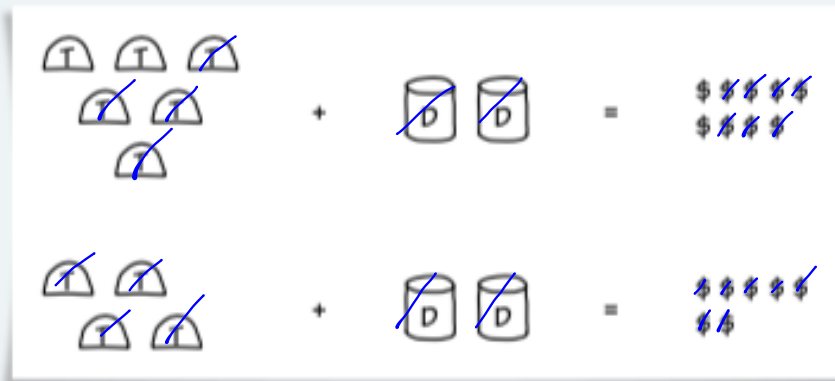 T T T
T T
T
+
D D
=
$ $ $ $ $
$ $ $ $
T T
T T
+
D D
=
$ $ $ $ $
$ $